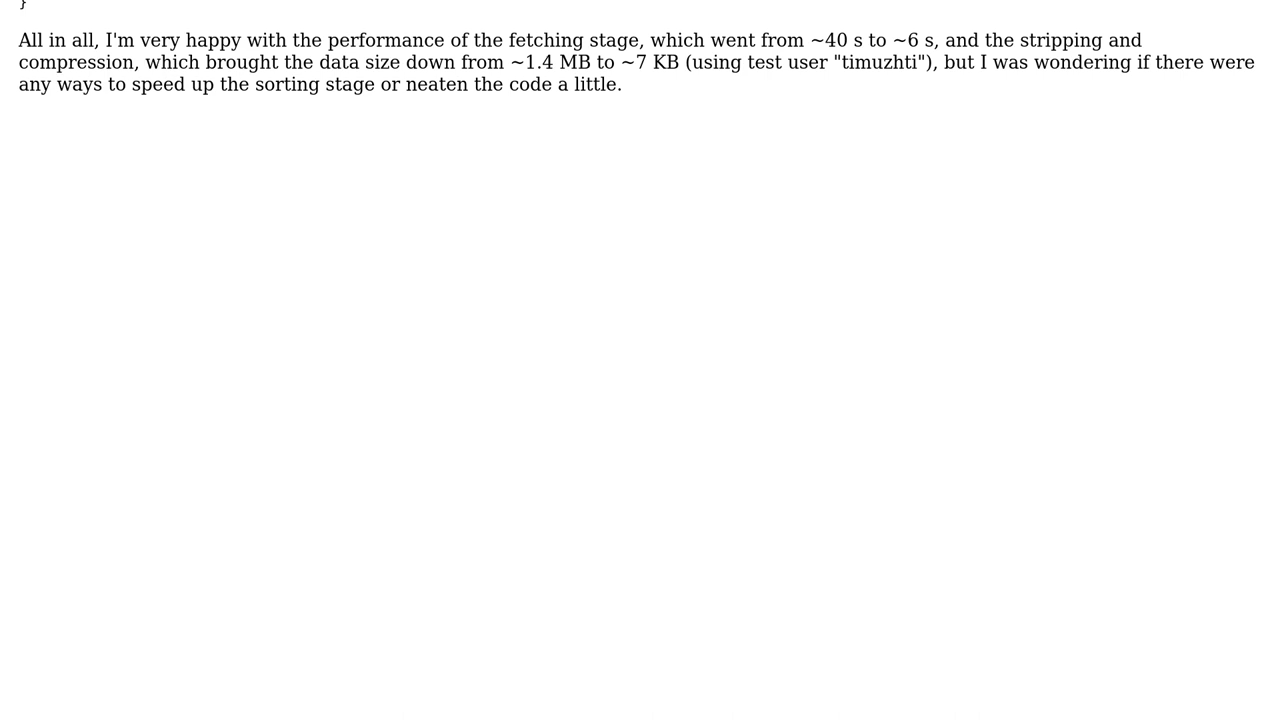 }
All in all, I'm very happy with the performance of the fetching stage, which went from ~40 s to ~6 s, and the stripping and
compression, which brought the data size down from ~1.4 MB to ~7 KB (using test user "timuzhti"), but I was wondering if there were
any ways to speed up the sorting stage or neaten the code a little.